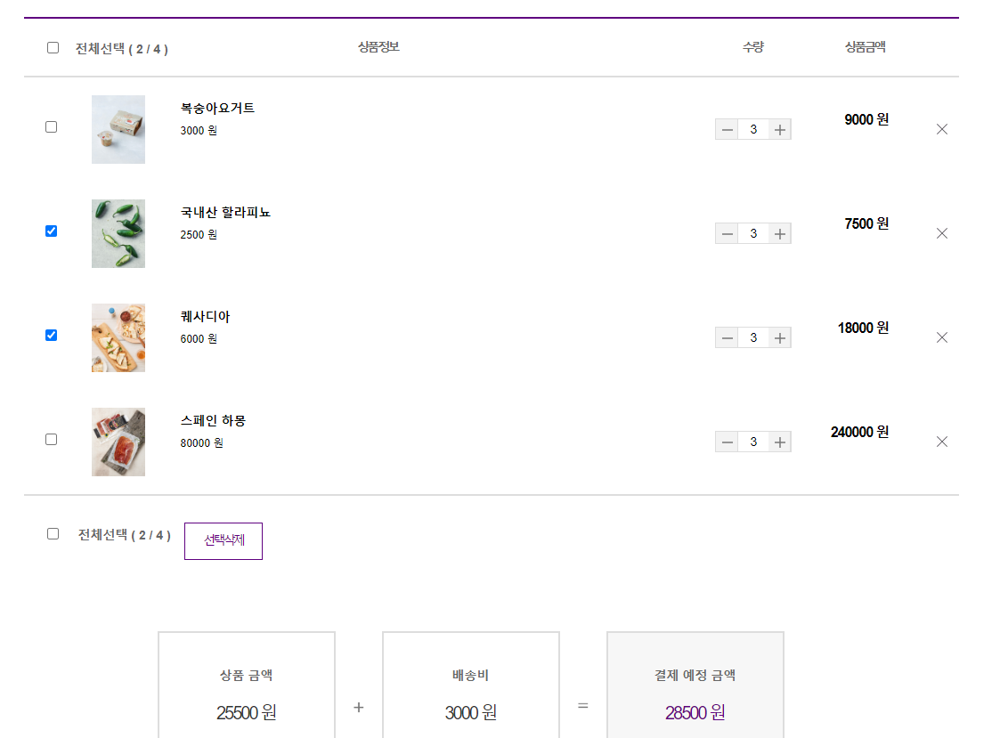 전체선택 ( 2 / 4 ) 상품정보 수량 상품금액
복숭아요거트
3000 원
3
9000 원
국내산 할라피뇨
2500 원
3
7500 원
퀘사디아
6000 원
3
18000 원
스페인 하몽
80000 원
3
240000 원
전체선택 ( 2 / 4 ) 선택삭제
상품 금액
25500 원
+
배송비
3000 원
=
결제 예정 금액
28500 원